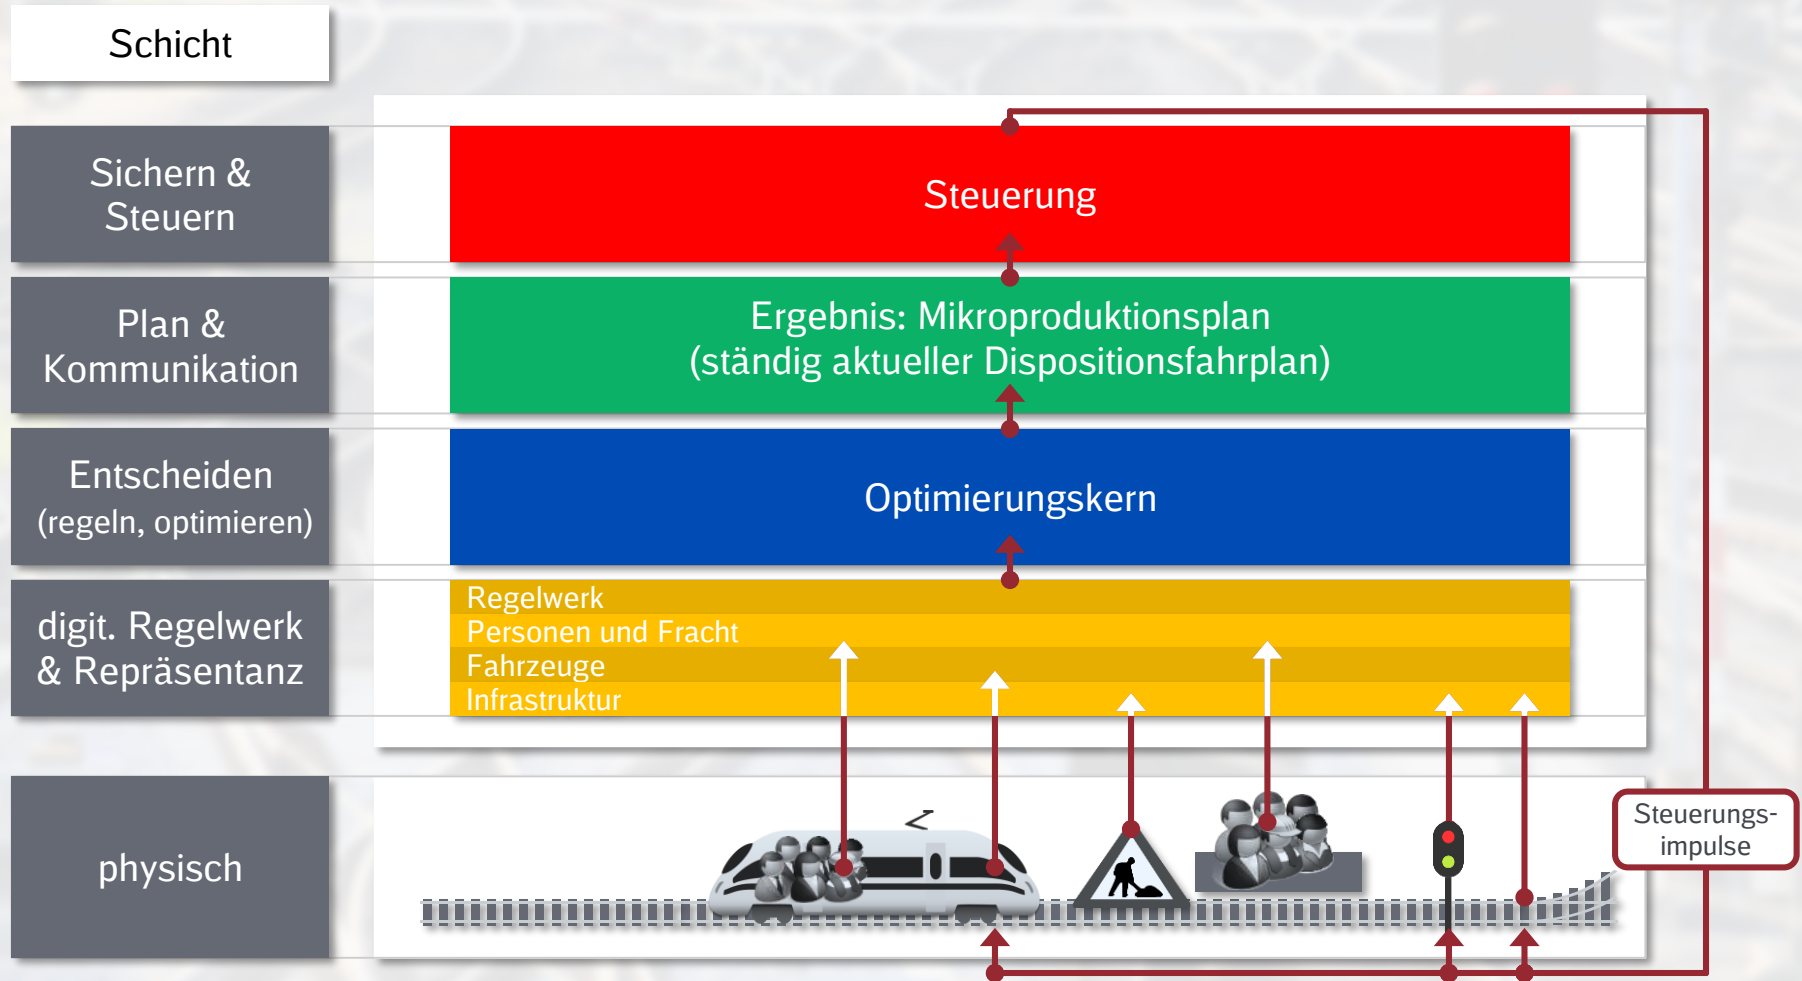 Schicht
Sichern &
Steuern
Steuerung
Plan &
Kommunikation
Ergebnis: Mikroproduktionsplan
(ständig aktueller Dispositionsfahrplan)
Entscheiden
(regeln, optimieren)
Optimierungskern
digit. Regelwerk
& Repräsentanz
Regelwerk
Personen und Fracht
Fahrzeuge
Infrastruktur
physisch
Steuerungs-
impulse